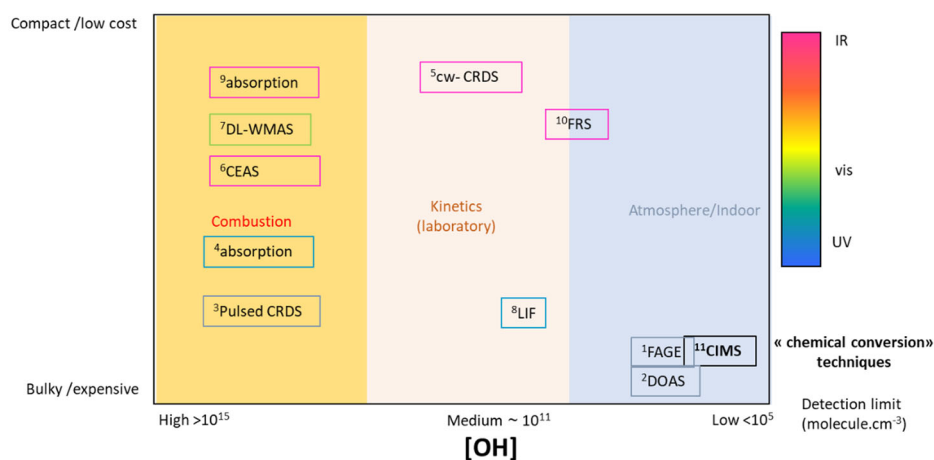 Compact /low cost
⁵cw- CRDS
IR
⁹absorption
¹⁰FRS
⁷DL-WMAS
⁶CEAS
vis
Kinetics
(laboratory)
Atmosphere/Indoor
Combustion
UV
⁴absorption
³Pulsed CRDS
⁸LIF
« chemical conversion»
techniques
¹FAGE
¹¹CIMS
²DOAS
Bulky /expensive
High >10¹⁵
Medium ~ 10¹¹
Low <10⁵
Detection limit
(molecule.cm⁻³)
[OH]